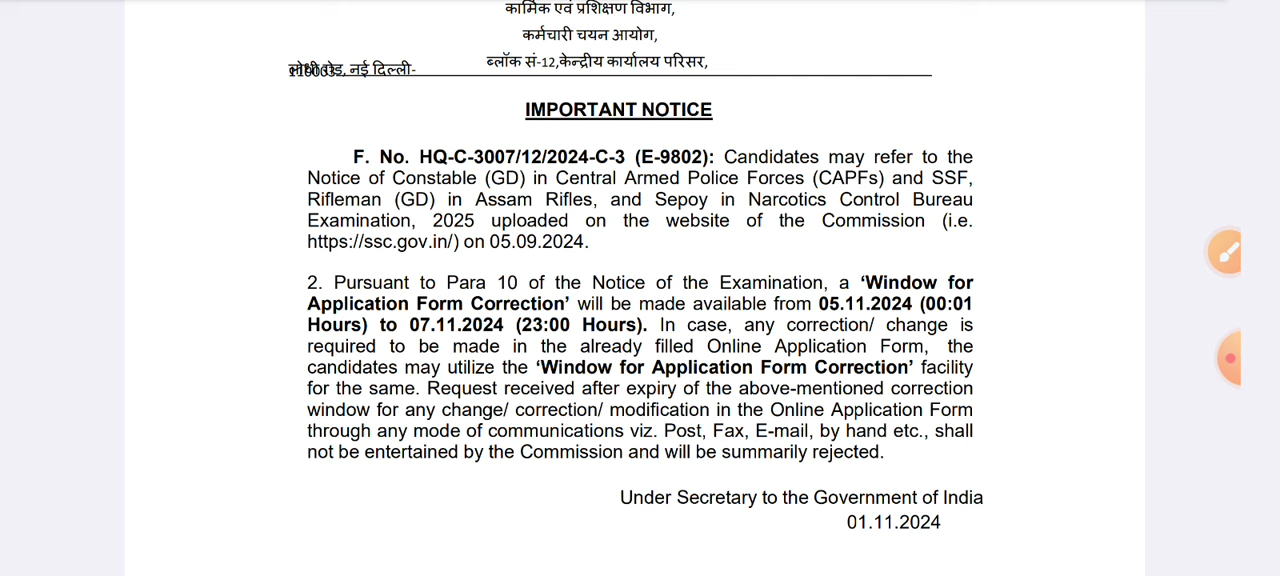 कार्मिक एवं प्रशिक्षण विभाग,
कर्मचारी चयन आयोग,
ब्लॉक सं-12,केन्द्रीय कार्यालय परिसर,
लोधी रोड, नई दिल्ली-
110003
IMPORTANT NOTICE
F. No. HQ-C-3007/12/2024-C-3 (E-9802): Candidates may refer to the
Notice of Constable (GD) in Central Armed Police Forces (CAPFs) and SSF,
Rifleman (GD) in Assam Rifles, and Sepoy in Narcotics Control Bureau
Examination, 2025 uploaded on the website of the Commission (i.e.
https://ssc.gov.in/) on 05.09.2024.
2. Pursuant to Para 10 of the Notice of the Examination, a ‘Window for
Application Form Correction’ will be made available from 05.11.2024 (00:01
Hours) to 07.11.2024 (23:00 Hours). In case, any correction/ change is
required to be made in the already filled Online Application Form, the
candidates may utilize the ‘Window for Application Form Correction’ facility
for the same. Request received after expiry of the above-mentioned correction
window for any change/ correction/ modification in the Online Application Form
through any mode of communications viz. Post, Fax, E-mail, by hand etc., shall
not be entertained by the Commission and will be summarily rejected.
Under Secretary to the Government of India
01.11.2024